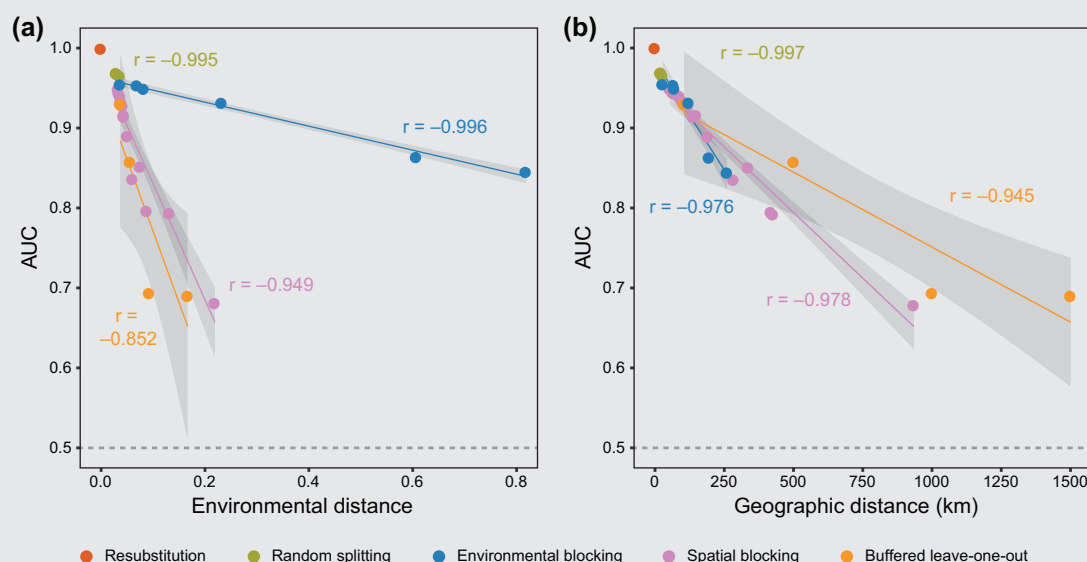 (a)
(b)
1.0
0.9
0.8
0.7
0.6
0.5
AUC
r = –0.995
r = –0.996
r = –0.949
r =
–0.852
0.0
0.2
0.4
0.6
0.8
Environmental distance
1.0
0.9
0.8
0.7
0.6
0.5
AUC
r = –0.997
r = –0.976
r = –0.945
r = –0.978
0
250
500
750
1000
1250
1500
Geographic distance (km)
Resubstitution
Random splitting
Environmental blocking
Spatial blocking
Buffered leave-one-out